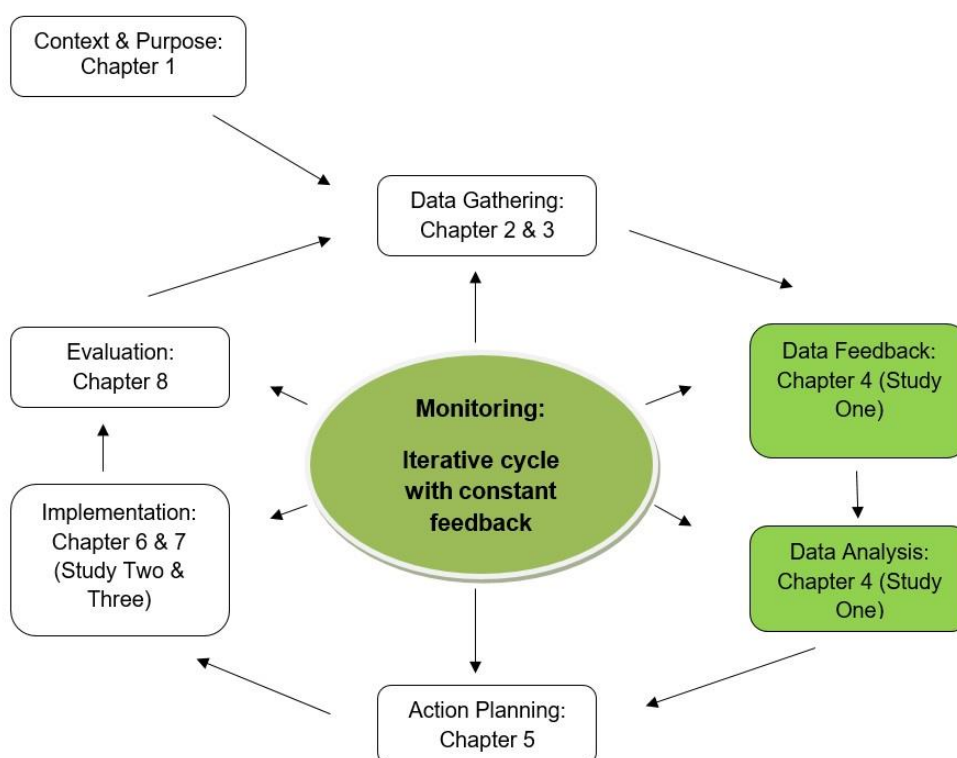 Context & Purpose:
Chapter 1
Data Gathering:
Chapter 2 & 3
Evaluation:
Chapter 8
Data Feedback:
Chapter 4 (Study
One)
Monitoring:
Iterative cycle
with constant
feedback
Implementation:
Chapter 6 & 7
(Study Two &
Three)
Data Analysis:
Chapter 4 (Study
One)
Action Planning:
Chapter 5